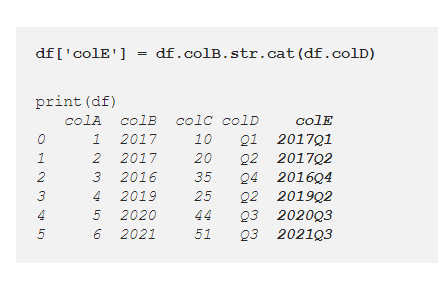 df['colE'] = df.colB.str.cat(df.colD)
print(df)
colA colB colC colD colE
0 1 2017 10 Q1 2017Q1
1 2 2017 20 Q2 2017Q2
2 3 2016 35 Q4 2016Q4
3 4 2019 25 Q2 2019Q2
4 5 2020 44 Q3 2020Q3
5 6 2021 51 Q3 2021Q3